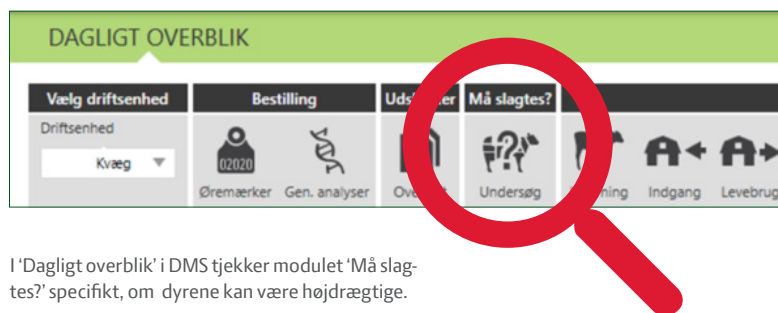 DAGLIGT OVERBLIK
Vælg driftsenhed Bestilling Må slagtes?
Driftsenhed
Kvæg
02020
Øremærker Gen. analyser Undersøg Indgang Levebrug
I ‘Dagligt overblik’ i DMS tjekker modulet ‘Må slag-
tes?’ specifikt, om dyrene kan være højdrægtige.